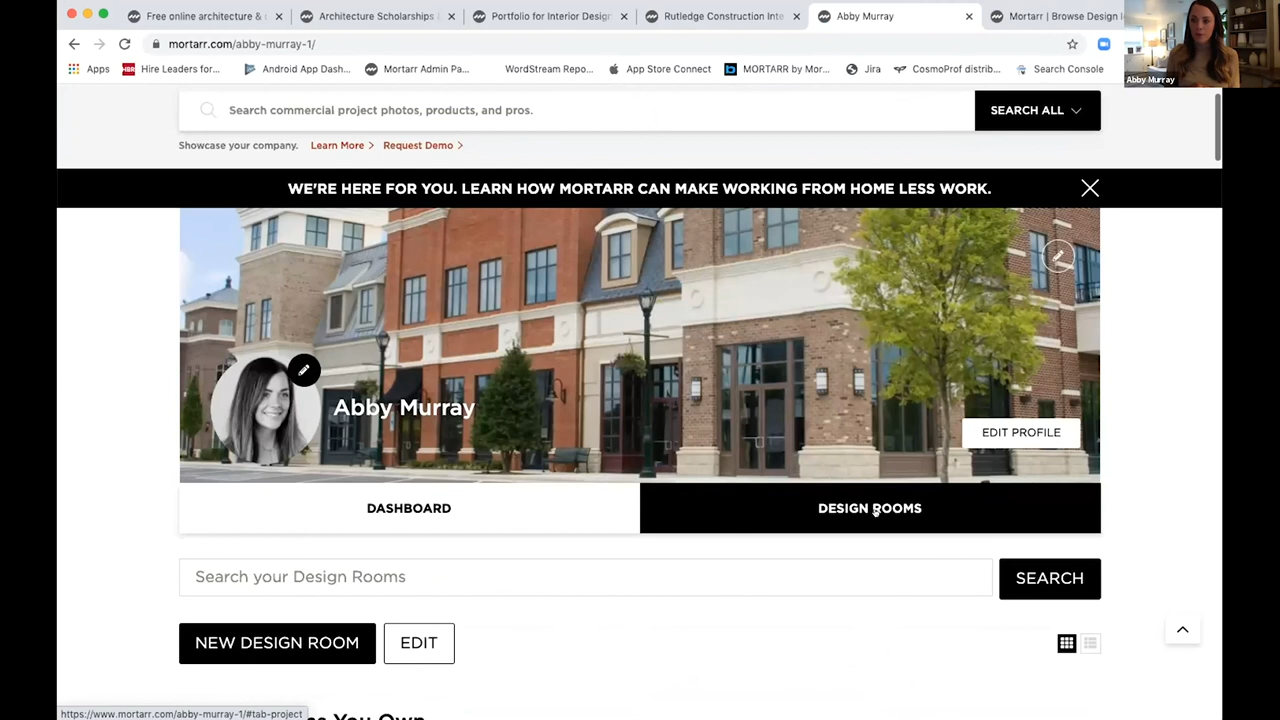 Free online architecture &
Architecture Scholarships
Portfolio for Interior Design
Rutledge Construction Inte
Abby Murray
Mortarr | Browse Design
mortarr.com/abby-murray-1/
Apps
HBR
Hire Leaders for...
Android App Dash...
Mortarr Admin Pa...
WordStream Repo...
App Store Connect
MORTARR by Mor...
Jira
CosmoProf distrib...
Search Console
Abby Murray
Search commercial project photos, products, and pros.
SEARCH ALL
Showcase your company.
Learn More >
Request Demo >
WE'RE HERE FOR YOU. LEARN HOW MORTARR CAN MAKE WORKING FROM HOME LESS WORK.
Abby Murray
EDIT PROFILE
DASHBOARD
DESIGN ROOMS
Search your Design Rooms
SEARCH
NEW DESIGN ROOM
EDIT
https://www.mortarr.com/abby-murray-1/#tab-project
You Own